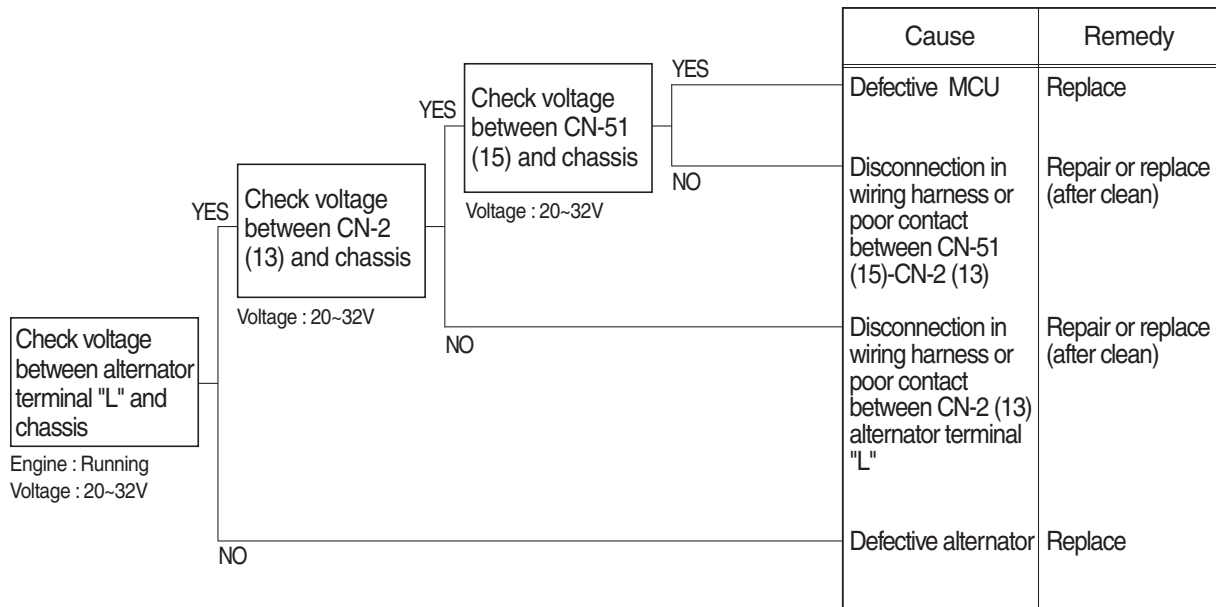 Cause
Remedy
YES
Defective MCU
Replace
YES
Check voltage
between CN-51
(15) and chassis
Voltage : 20~32V
NO
Disconnection in
wiring harness or
poor contact
between CN-51
(15)-CN-2 (13)
Repair or replace
(after clean)
YES
Check voltage
between CN-2
(13) and chassis
Voltage : 20~32V
NO
Disconnection in
wiring harness or
poor contact
between CN-2 (13)
alternator terminal
"L"
Repair or replace
(after clean)
Check voltage
between alternator
terminal "L" and
chassis
Engine : Running
Voltage : 20~32V
NO
Defective alternator
Replace